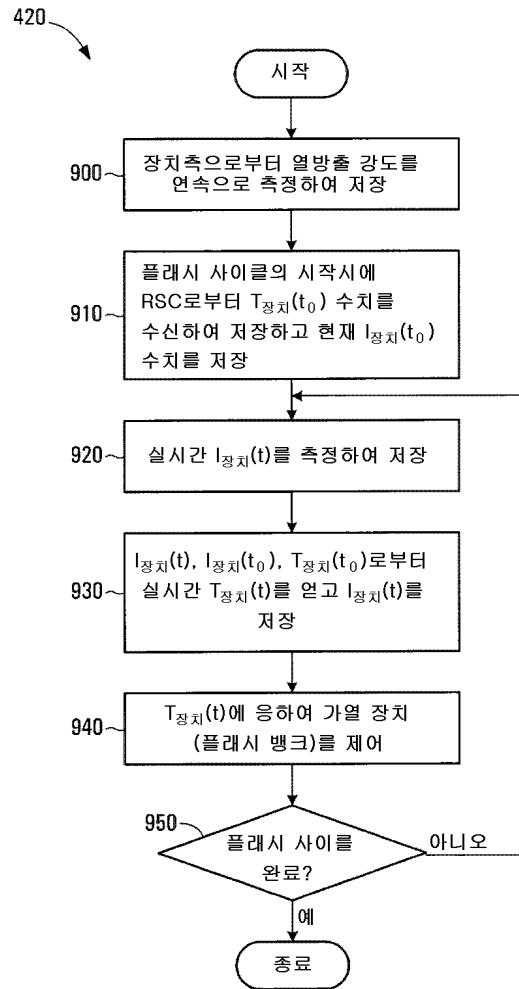 420
시작
900
장치측으로부터 열방출 강도를
연속으로 측정하여 저장
910
플래시 사이클의 시작시에
RSC로부터 T장치(t0) 수치를
수신하여 저장하고 현재 I장치(t0)
수치를 저장
920
실시간 I장치(t)를 측정하여 저장
930
I장치(t), I장치(t0), T장치(t0)로부터
실시간 T장치(t)를 얻고 I장치(t)를
저장
940
T장치(t)에 응하여 가열 장치
(플래시 뱅크)를 제어
950
플래시 사이를
완료?
아니오
예
종료